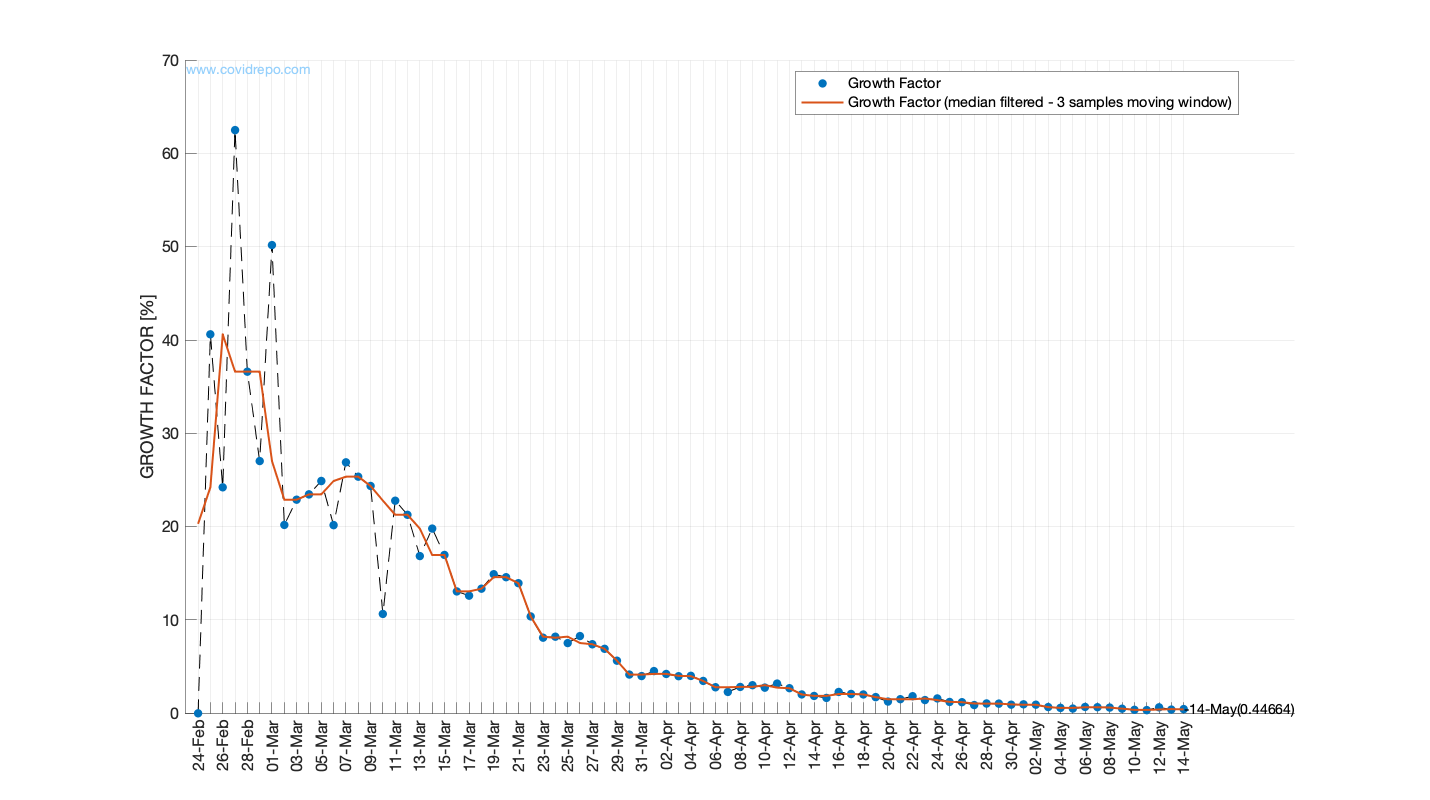 www.covidrepo.com
Growth Factor
Growth Factor (median filtered - 3 samples moving window)
GROWTH FACTOR [%]
70
60
50
40
30
20
10
0
14-May(0.44664)
24-Feb
26-Feb
28-Feb
01-Mar
03-Mar
05-Mar
07-Mar
09-Mar
11-Mar
13-Mar
15-Mar
17-Mar
19-Mar
21-Mar
23-Mar
25-Mar
27-Mar
29-Mar
31-Mar
02-Apr
04-Apr
06-Apr
08-Apr
10-Apr
12-Apr
14-Apr
16-Apr
18-Apr
20-Apr
22-Apr
24-Apr
26-Apr
28-Apr
30-Apr
02-May
04-May
06-May
08-May
10-May
12-May
14-May